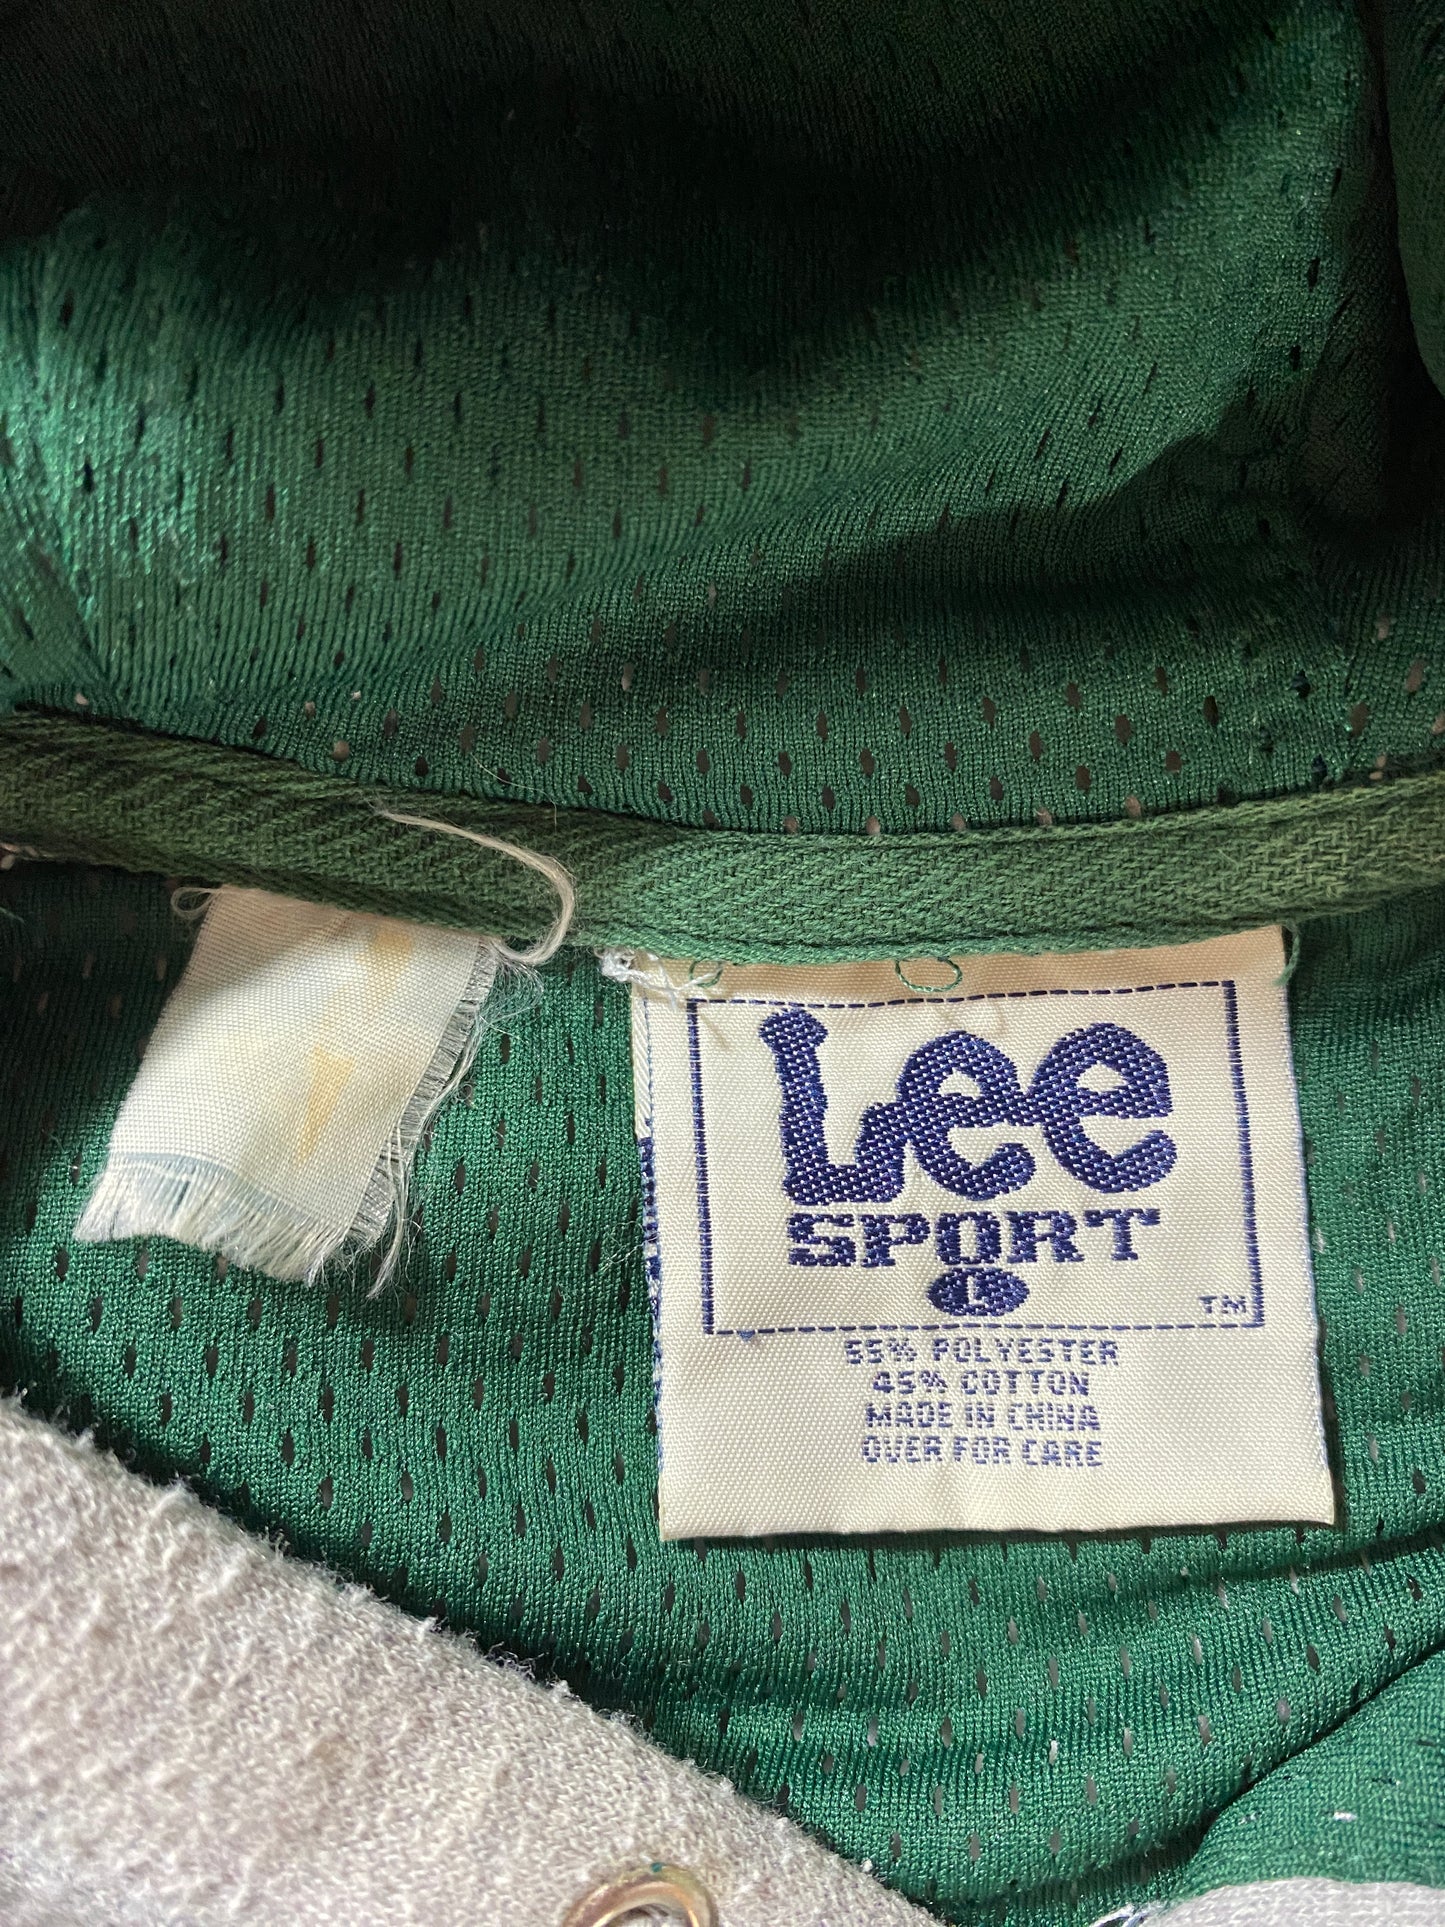 Lee
SPORT
L
TM
55% POLYESTER
45% COTTON
MADE IN CHINA
OVER FOR CARE